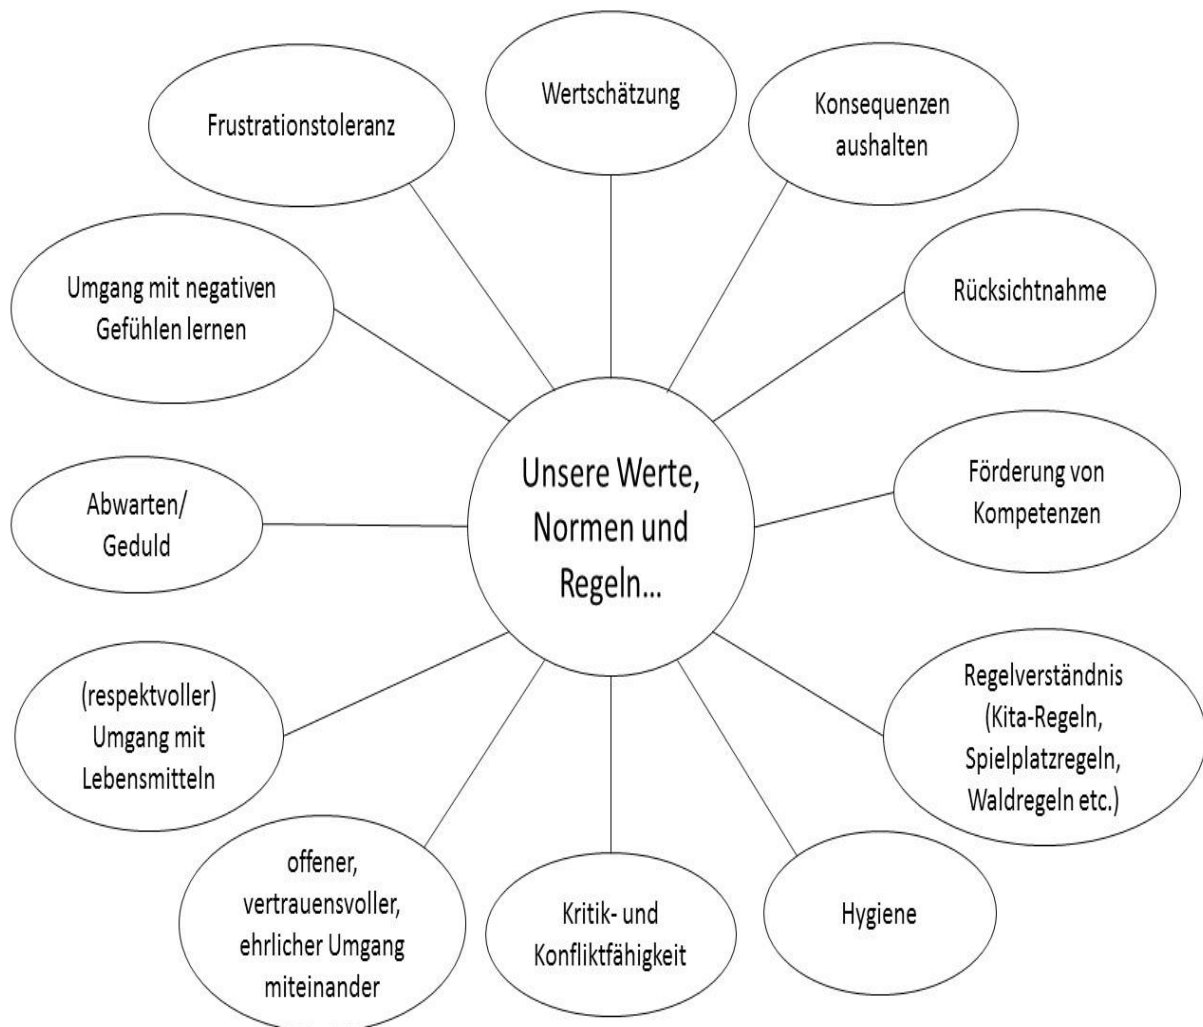 Wertschätzung
Konsequenzen
aushalten
Rücksichtnahme
Förderung von
Kompetenzen
Regelverständnis
(Kita-Regeln,
Spielplatzregeln,
Waldregeln etc.)
Hygiene
Kritik- und
Konfliktfähigkeit
offener,
vertrauensvoller,
ehrlicher Umgang
miteinander
(respektvoller)
Umgang mit
Lebensmitteln
Abwarten/
Geduld
Umgang mit negativen
Gefühlen lernen
Frustrationstoleranz
Unsere Werte,
Normen und
Regeln...